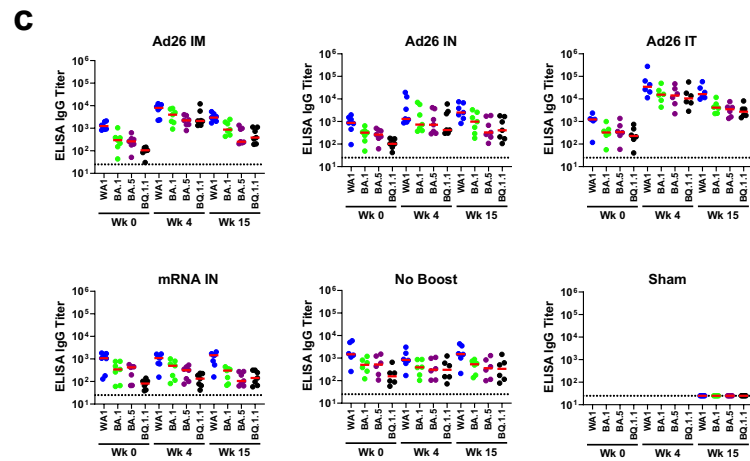 C
Ad26 IM
ELISA IgG Titer
10⁶
10⁵
10⁴
10³
10²
10¹
WA1 BA.1 BA.5 BQ.1.1 WA1 BA.1 BA.5 BQ.1.1 WA1 BA.1 BA.5 BQ.1.1
Wk 0 Wk 4 Wk 15
Ad26 IN
ELISA IgG Titer
10⁶
10⁵
10⁴
10³
10²
10¹
WA1 BA.1 BA.5 BQ.1.1 WA1 BA.1 BA.5 BQ.1.1 WA1 BA.1 BA.5 BQ.1.1
Wk 0 Wk 4 Wk 15
Ad26 IT
ELISA IgG Titer
10⁶
10⁵
10⁴
10³
10²
10¹
WA1 BA.1 BA.5 BQ.1.1 WA1 BA.1 BA.5 BQ.1.1 WA1 BA.1 BA.5 BQ.1.1
Wk 0 Wk 4 Wk 15
mRNA IN
ELISA IgG Titer
10⁶
10⁵
10⁴
10³
10²
10¹
WA1 BA.1 BA.5 BQ.1.1 WA1 BA.1 BA.5 BQ.1.1 WA1 BA.1 BA.5 BQ.1.1
Wk 0 Wk 4 Wk 15
No Boost
ELISA IgG Titer
10⁶
10⁵
10⁴
10³
10²
10¹
WA1 BA.1 BA.5 BQ.1.1 WA1 BA.1 BA.5 BQ.1.1 WA1 BA.1 BA.5 BQ.1.1
Wk 0 Wk 4 Wk 15
Sham
ELISA IgG Titer
10⁶
10⁵
10⁴
10³
10²
10¹
WA1 BA.1 BA.5 BQ.1.1 WA1 BA.1 BA.5 BQ.1.1 WA1 BA.1 BA.5 BQ.1.1
Wk 0 Wk 4 Wk 15